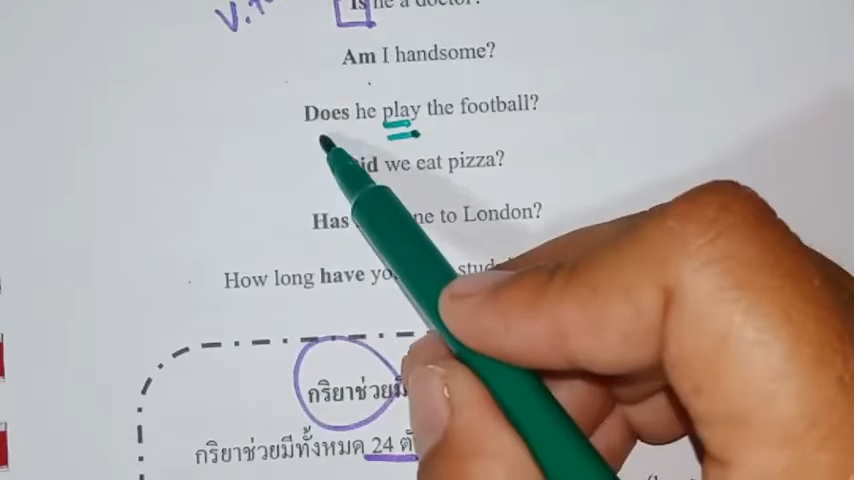 Is he a doctor?
Am I handsome?
Does he play the football?
we eat pizza?
Has to London?
How long have
กริยาช่วยมี
กริยาช่วยมีทั้งหมด 24